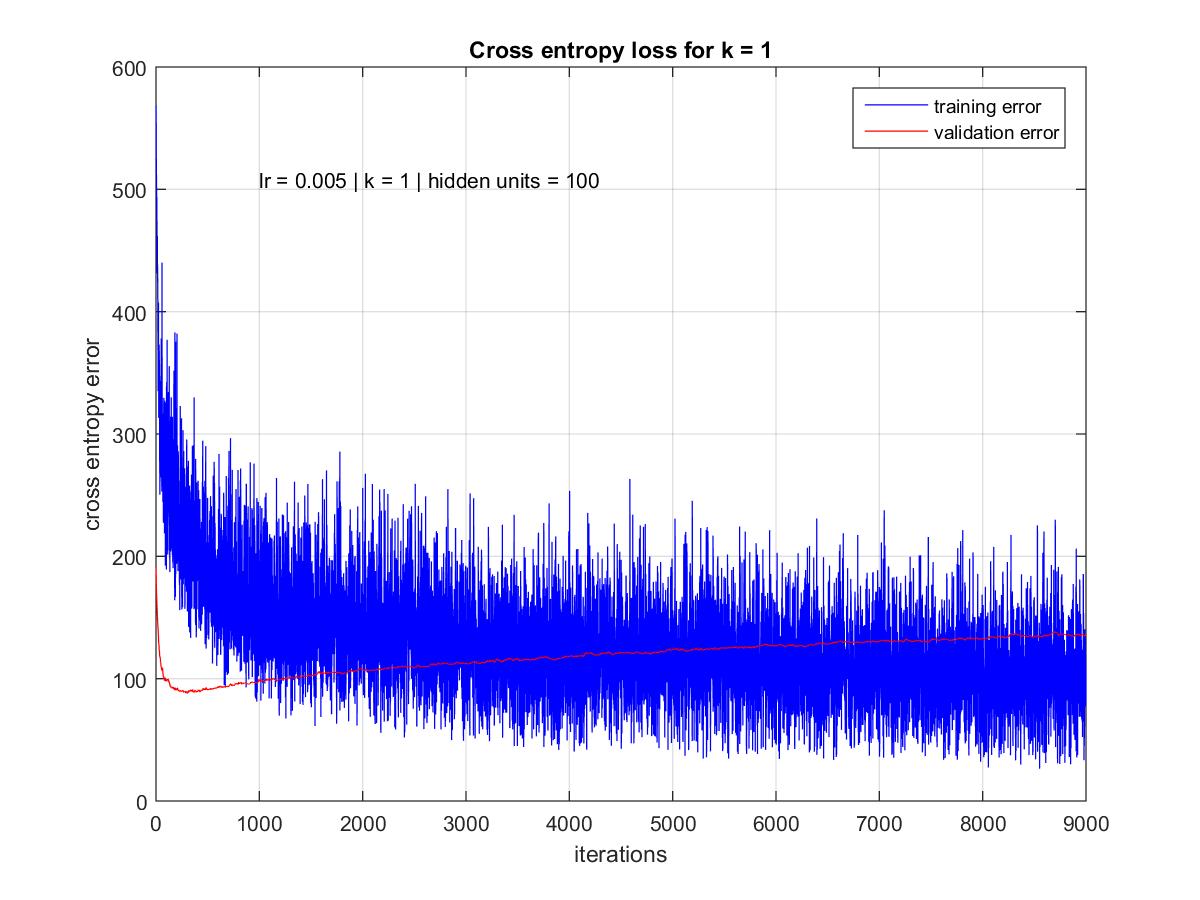 Cross entropy loss for k = 1
600
training error
validation error
lr = 0.005 | k = 1 | hidden units = 100
500
400
300
200
100
0
cross entropy error
0 1000 2000 3000 4000 5000 6000 7000 8000 9000
iterations